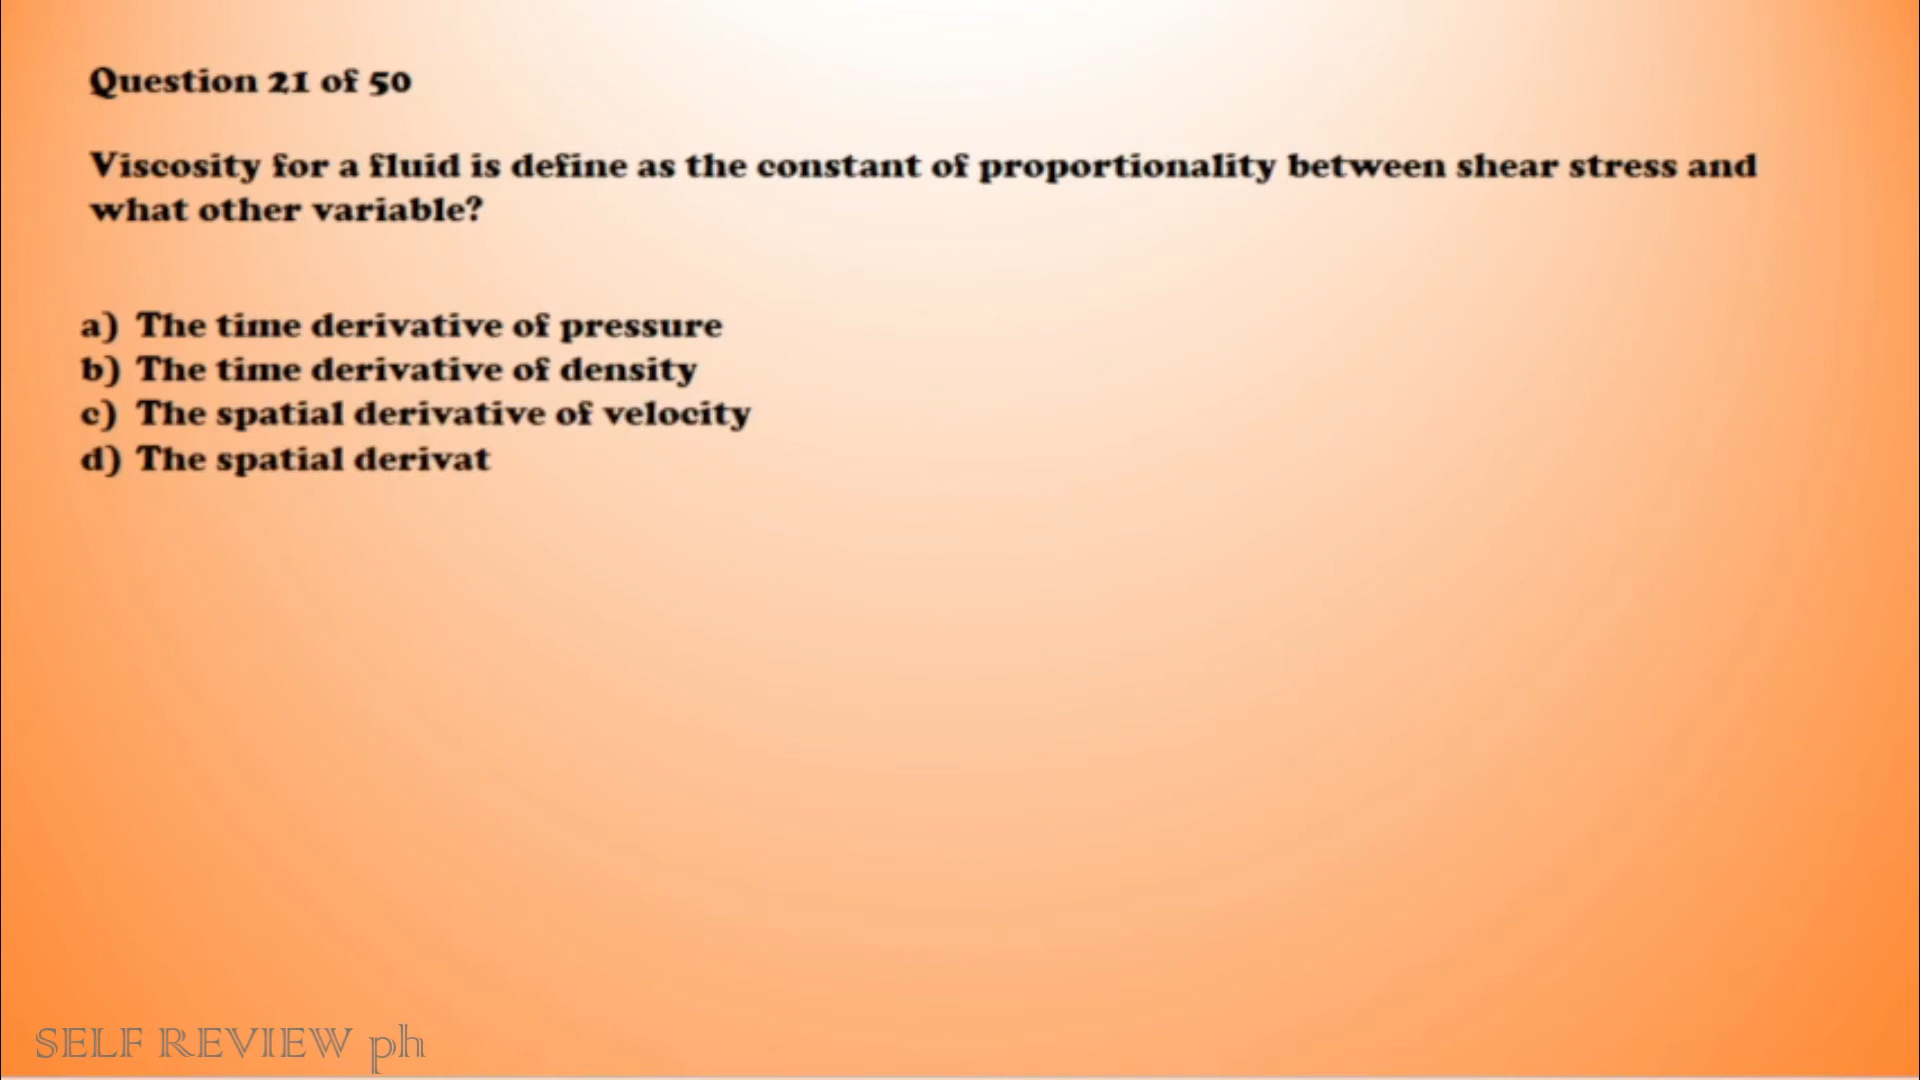 Question 21 of 50
Viscosity for a fluid is define as the constant of proportionality between shear stress and
what other variable?
a) The time derivative of pressure
b) The time derivative of density
c) The spatial derivative of velocity
d) The spatial derivat
SELF REVIEW ph